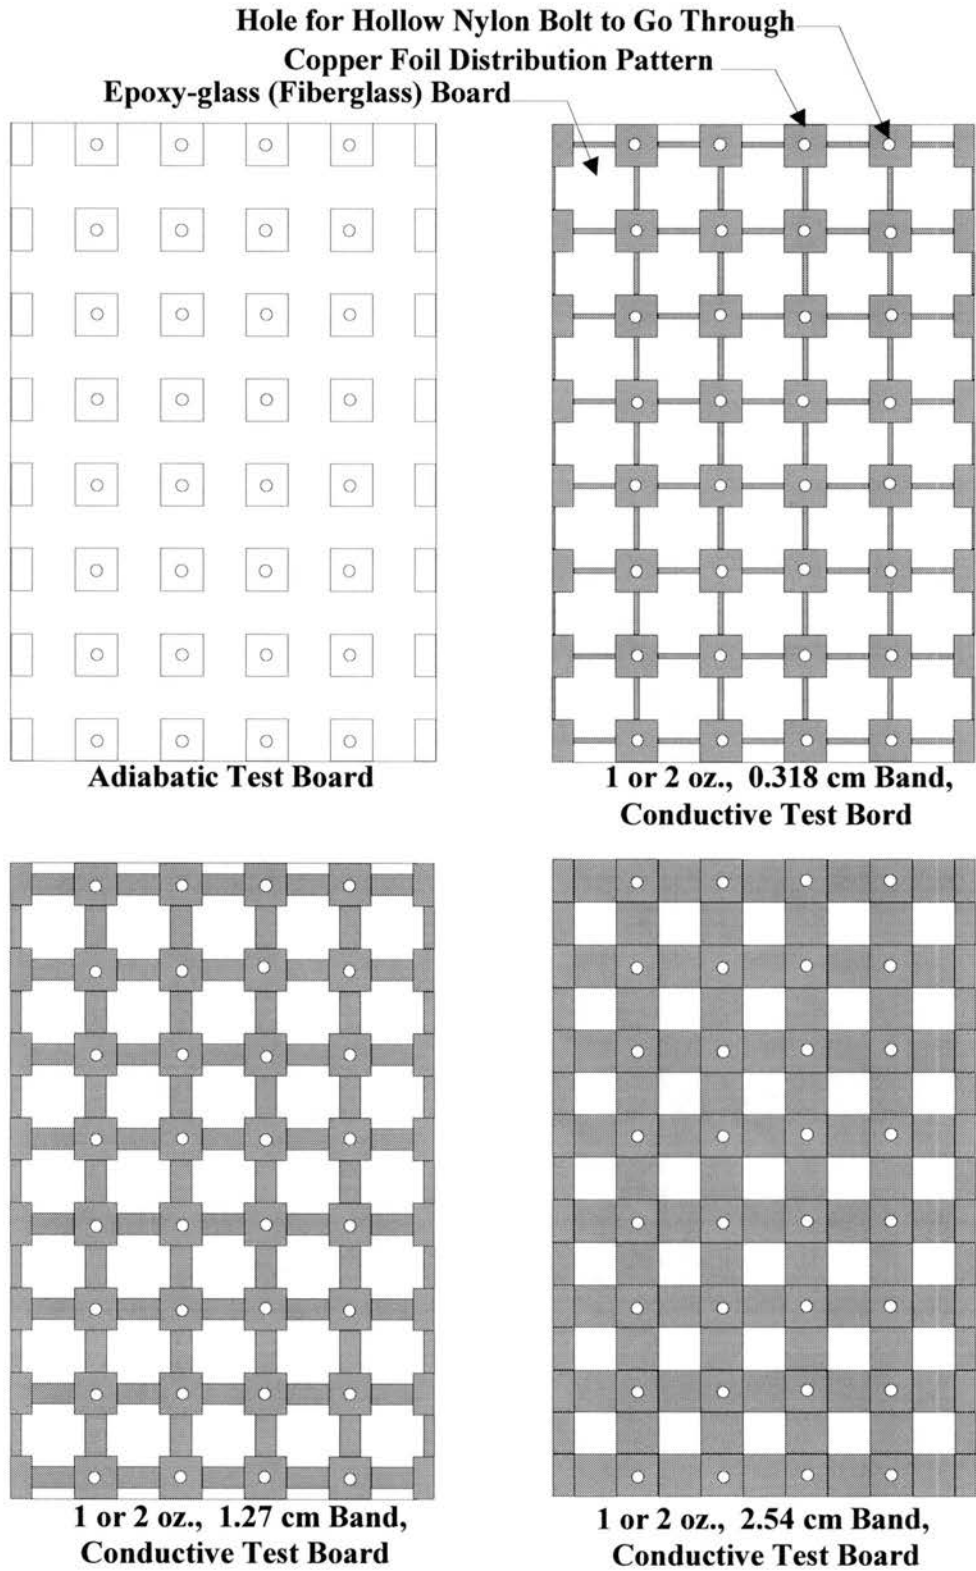 Hole for Hollow Nylon Bolt to Go Through
Copper Foil Distribution Pattern
Epoxy-glass (Fiberglass) Board
Adiabatic Test Board
1 or 2 oz., 0.318 cm Band,
Conductive Test Bord
1 or 2 oz., 1.27 cm Band,
Conductive Test Board
1 or 2 oz., 2.54 cm Band,
Conductive Test Board